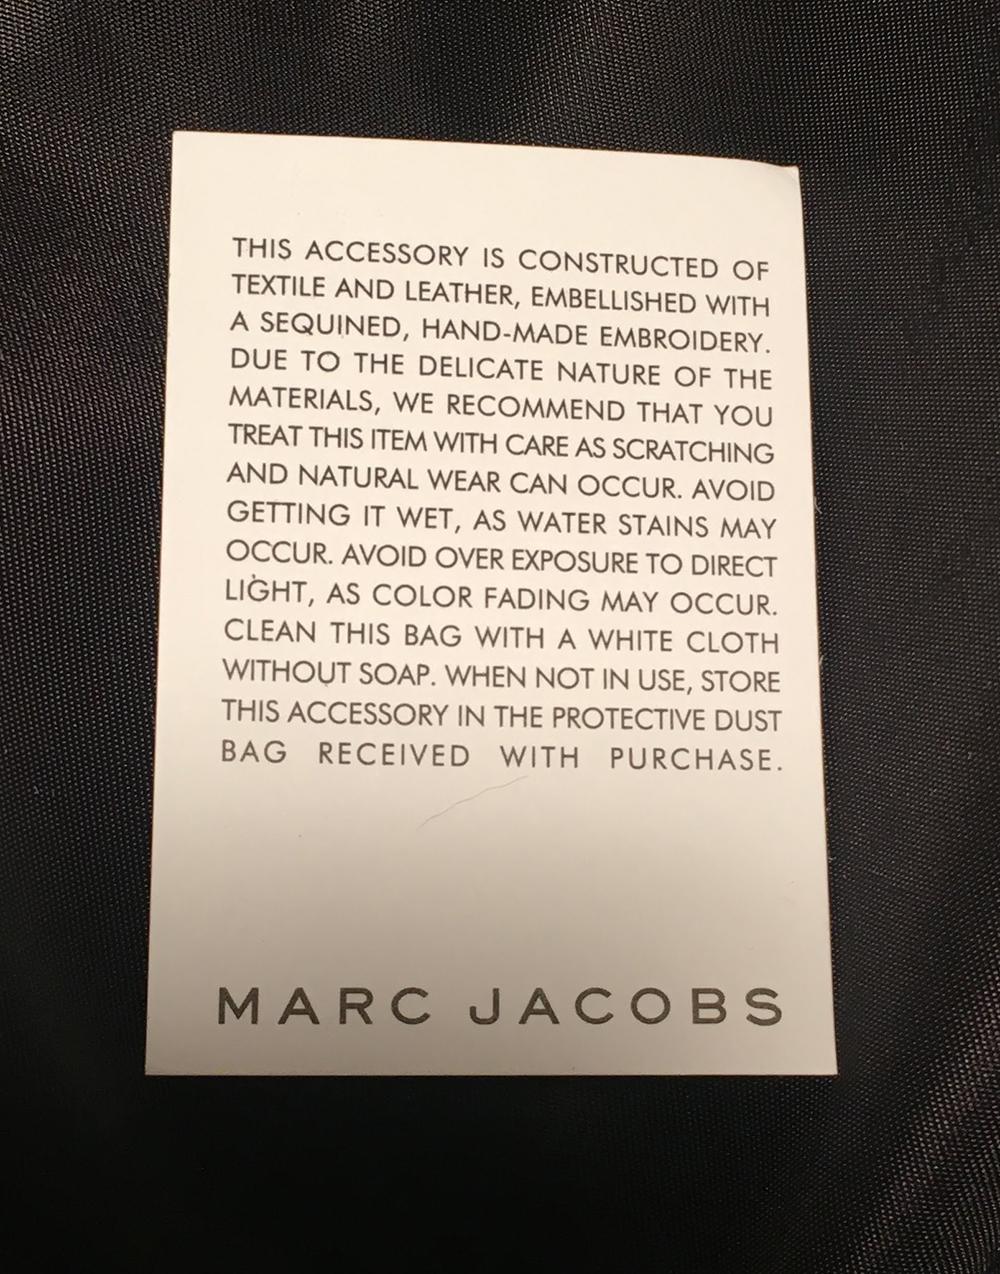 THIS ACCESSORY IS CONSTRUCTED OF
TEXTILE AND LEATHER, EMBELLISHED WITH
A SEQUINED, HAND-MADE EMBROIDERY.
DUE TO THE DELICATE NATURE OF THE
MATERIALS, WE RECOMMEND THAT YOU
TREAT THIS ITEM WITH CARE AS SCRATCHING
AND NATURAL WEAR CAN OCCUR. AVOID
GETTING IT WET, AS WATER STAINS MAY
OCCUR. AVOID OVER EXPOSURE TO DIRECT
LIGHT, AS COLOR FADING MAY OCCUR.
CLEAN THIS BAG WITH A WHITE CLOTH
WITHOUT SOAP. WHEN NOT IN USE, STORE
THIS ACCESSORY IN THE PROTECTIVE DUST
BAG RECEIVED WITH PURCHASE.
MARC JACOBS